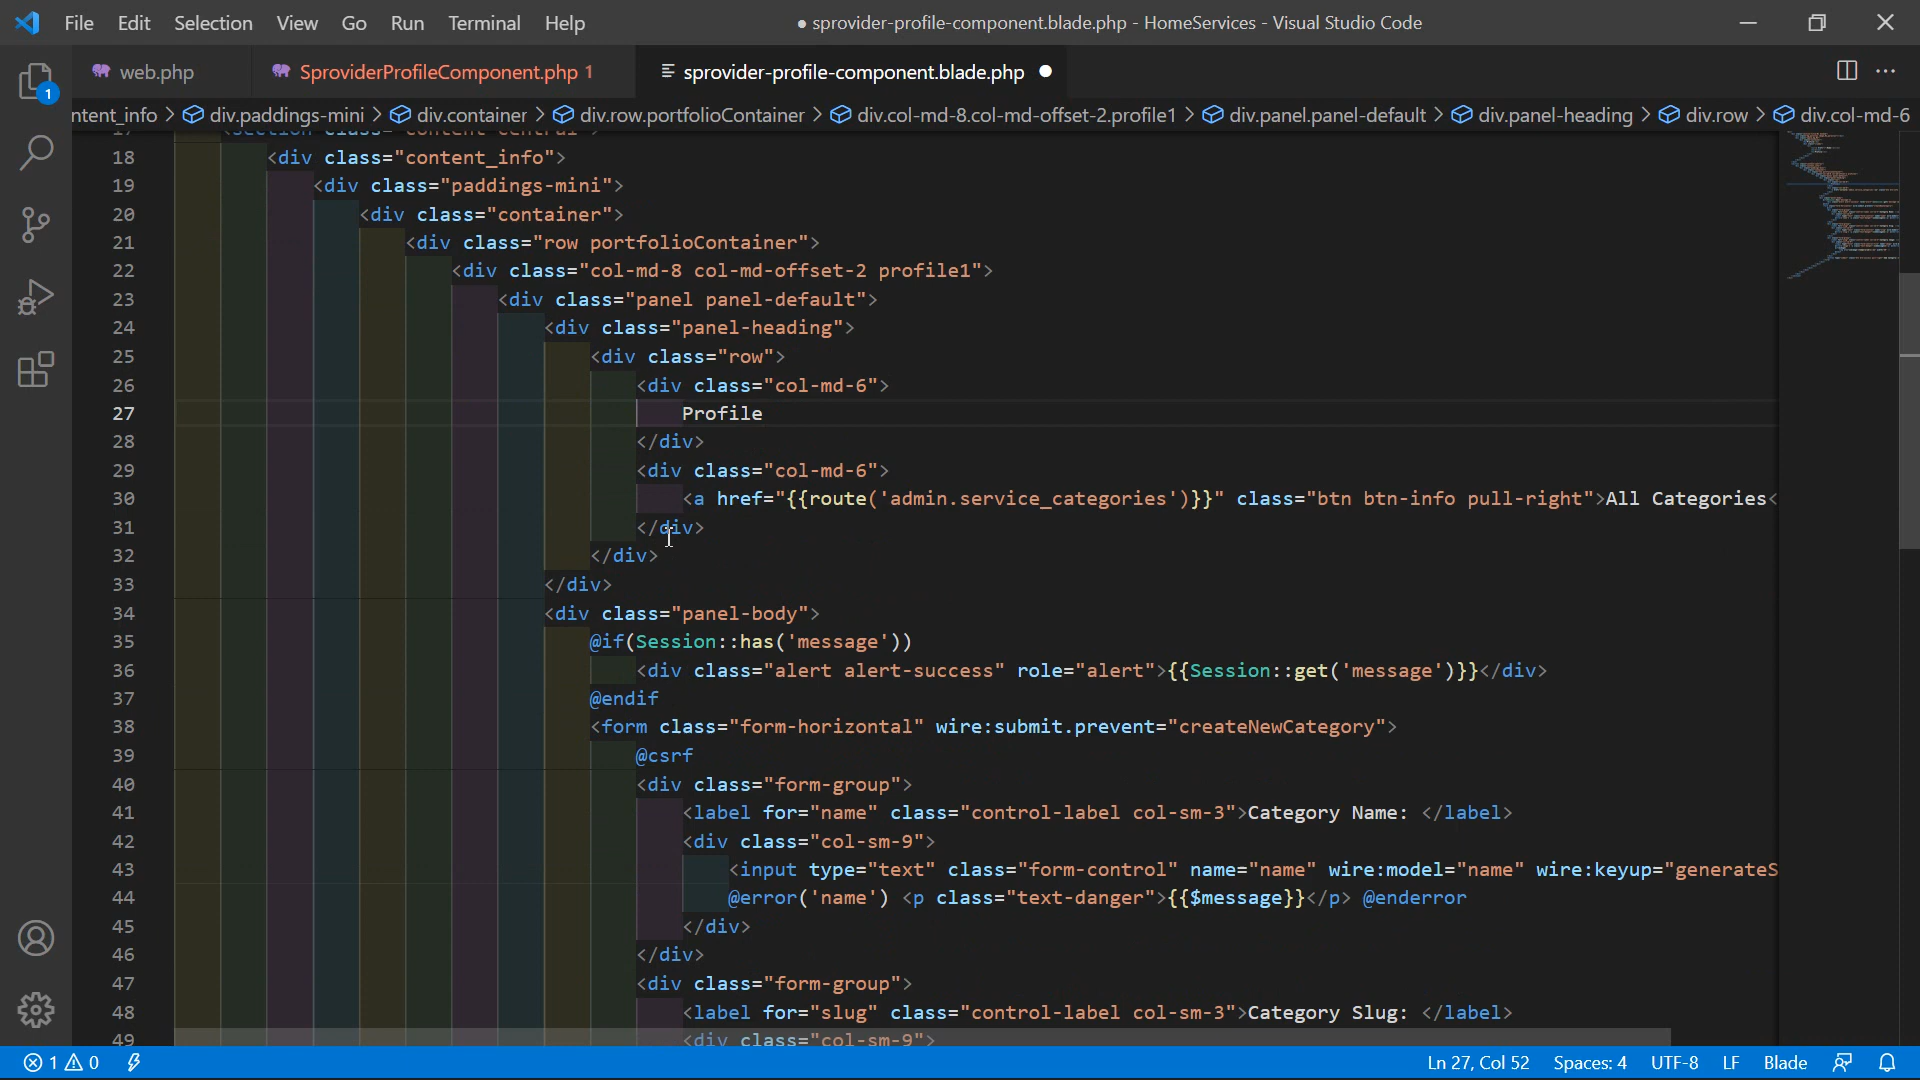 File Edit Selection View Go Run Terminal Help
● sprovider-profile-component.blade.php - HomeServices - Visual Studio Code
web.php
SproviderProfileComponent.php 1
sprovider-profile-component.blade.php
1
ntent_info > div.paddings-mini > div.container > div.row.portfolioContainer > div.col-md-8.col-md-offset-2.profile1 > div.panel.panel-default > div.panel-heading > div.row > div.col-md-6
18 <div class="content_info">
19 <div class="paddings-mini">
20 <div class="container">
21 <div class="row portfolioContainer">
22 <div class="col-md-8 col-md-offset-2 profile1">
23 <div class="panel panel-default">
24 <div class="panel-heading">
25 <div class="row">
26 <div class="col-md-6">
27 Profile
28 </div>
29 <div class="col-md-6">
30 <a href="{{route('admin.service_categories')}}" class="btn btn-info pull-right">All Categories<
31 </div>
32 </div>
33 </div>
34 <div class="panel-body">
35 @if(Session::has('message'))
36 <div class="alert alert-success" role="alert">{{Session::get('message')}}</div>
37 @endif
38 <form class="form-horizontal" wire:submit.prevent="createNewCategory">
39 @csrf
40 <div class="form-group">
41 <label for="name" class="control-label col-sm-3">Category Name: </label>
42 <div class="col-sm-9">
43 <input type="text" class="form-control" name="name" wire:model="name" wire:keyup="generateS
44 @error('name') <p class="text-danger">{{$message}}</p> @enderror
45 </div>
46 </div>
47 <div class="form-group">
48 <label for="slug" class="control-label col-sm-3">Category Slug: </label>
49 <div class="col-sm-9">
1 0
Ln 27, Col 52 Spaces: 4 UTF-8 LF Blade